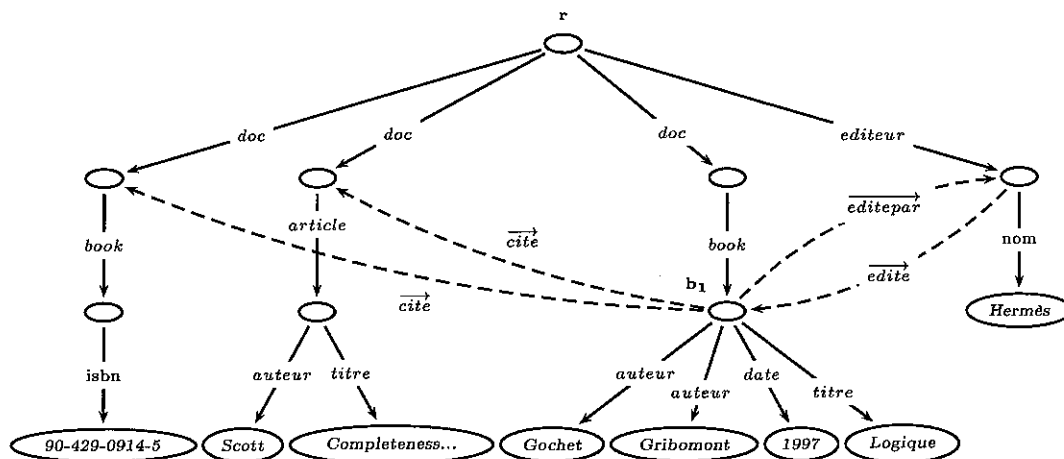 r
doc
doc
doc
editeur
editepar
article
cite
book
book
nom
edite
b1
cite
Hermès
isbn
auteur
titre
auteur
auteur
date
titre
90-429-0914-5
Scott
Completeness...
Gochet
Gribomont
1997
Logique